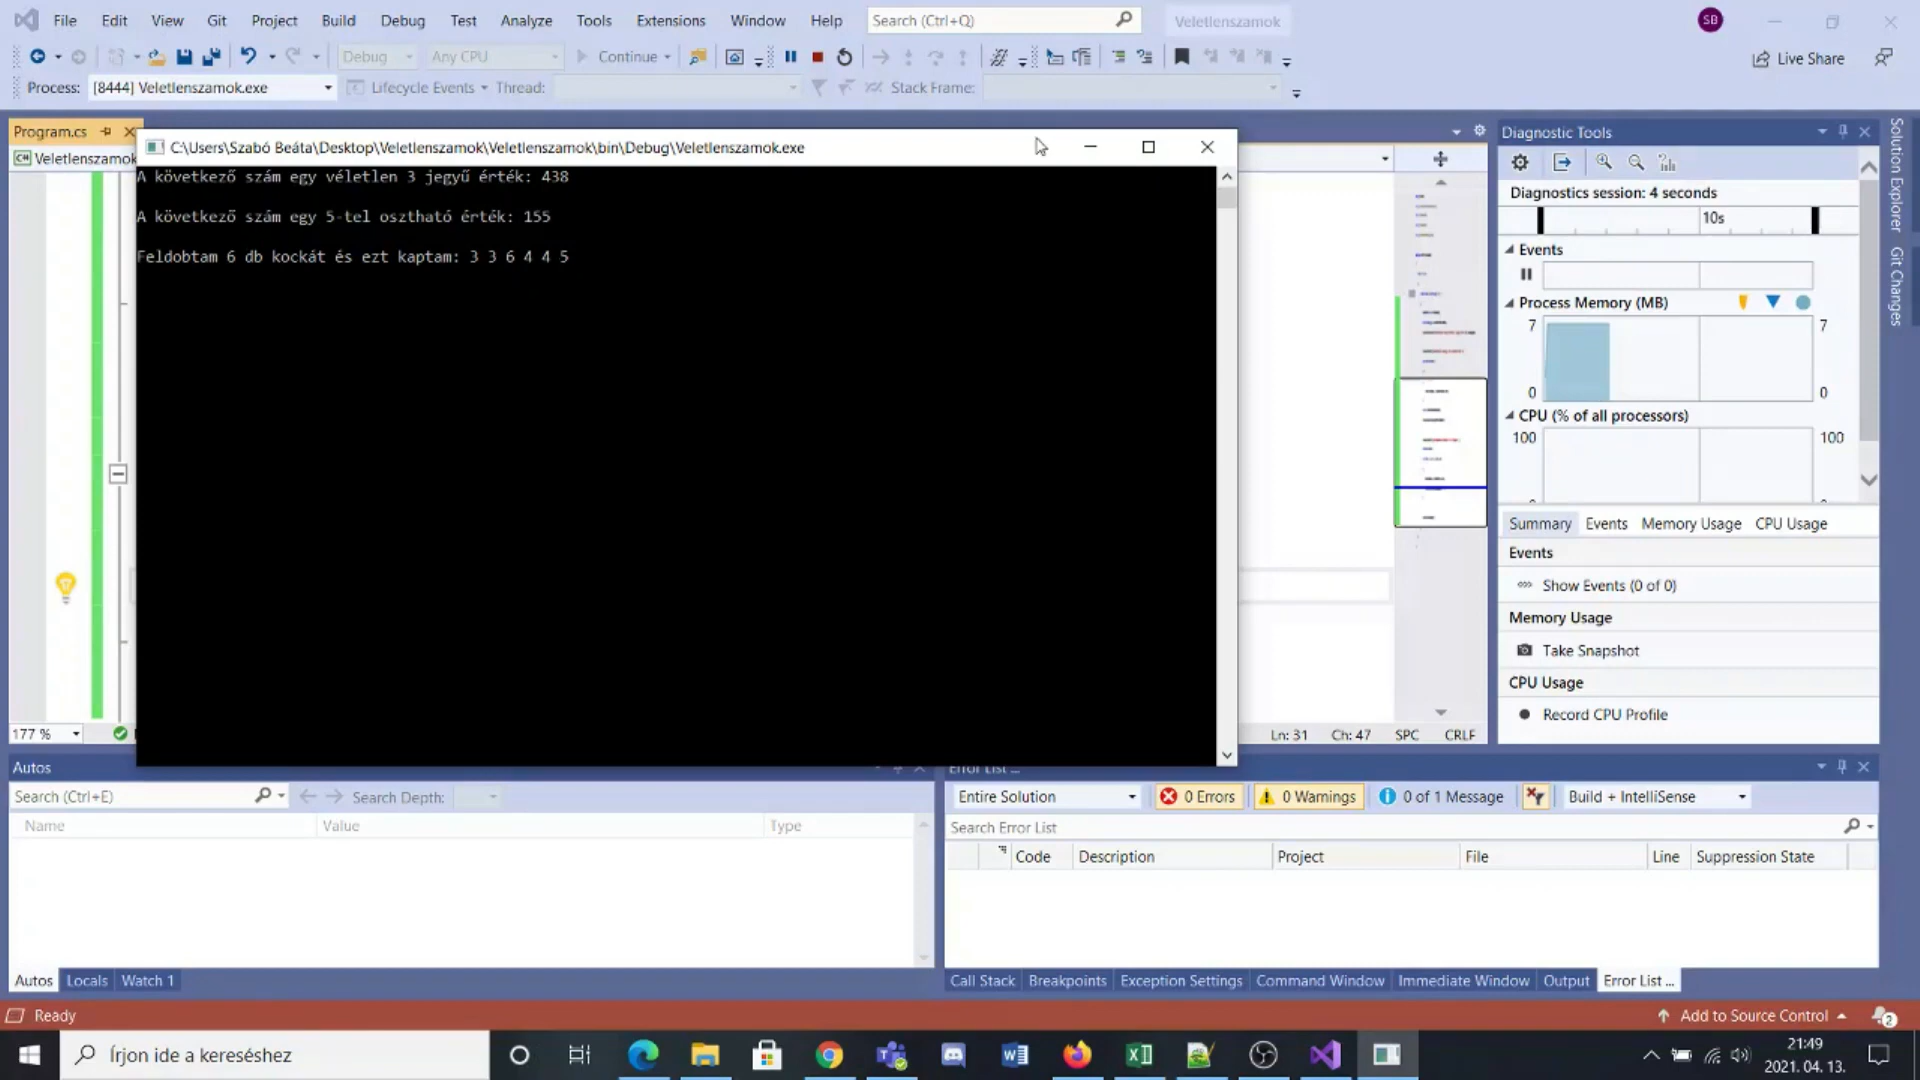 File Edit View Git Project Build Debug Test Analyze Tools Extensions Window Help Search (Ctrl+Q) Veletlenszamok SB
Debug Any CPU Continue Live Share
Process: [8444] Veletlenszamok.exe Lifecycle Events Thread: Stack Frame:
Program.cs
Veletlenszamok
C:\Users\Szabó Beáta\Desktop\Veletlenszamok\Veletlenszamok\bin\Debug\Veletlenszamok.exe
A következő szám egy véletlen 3 jegyű érték: 438
A következő szám egy 5-tel osztható érték: 155
Feldobtam 6 db kockát és ezt kaptam: 3 3 6 4 4 5
177 %
Ln: 31 Ch: 47 SPC CRLF
Diagnostic Tools
Diagnostics session: 4 seconds
10s
Events
Process Memory (MB)
7 7
0 0
CPU (% of all processors)
100 100
Summary Events Memory Usage CPU Usage
Events
Show Events (0 of 0)
Memory Usage
Take Snapshot
CPU Usage
Record CPU Profile
Solution Explorer
Git Changes
Autos
Search (Ctrl+E) Search Depth:
Name Value Type
Autos Locals Watch 1
Error List ...
Entire Solution 0 Errors 0 Warnings 0 of 1 Message Build + IntelliSense
Search Error List
Code Description Project File Line Suppression State
Call Stack Breakpoints Exception Settings Command Window Immediate Window Output Error List ...
Ready Add to Source Control 2
Írjon ide a kereséshez
21:49
2021. 04. 13.